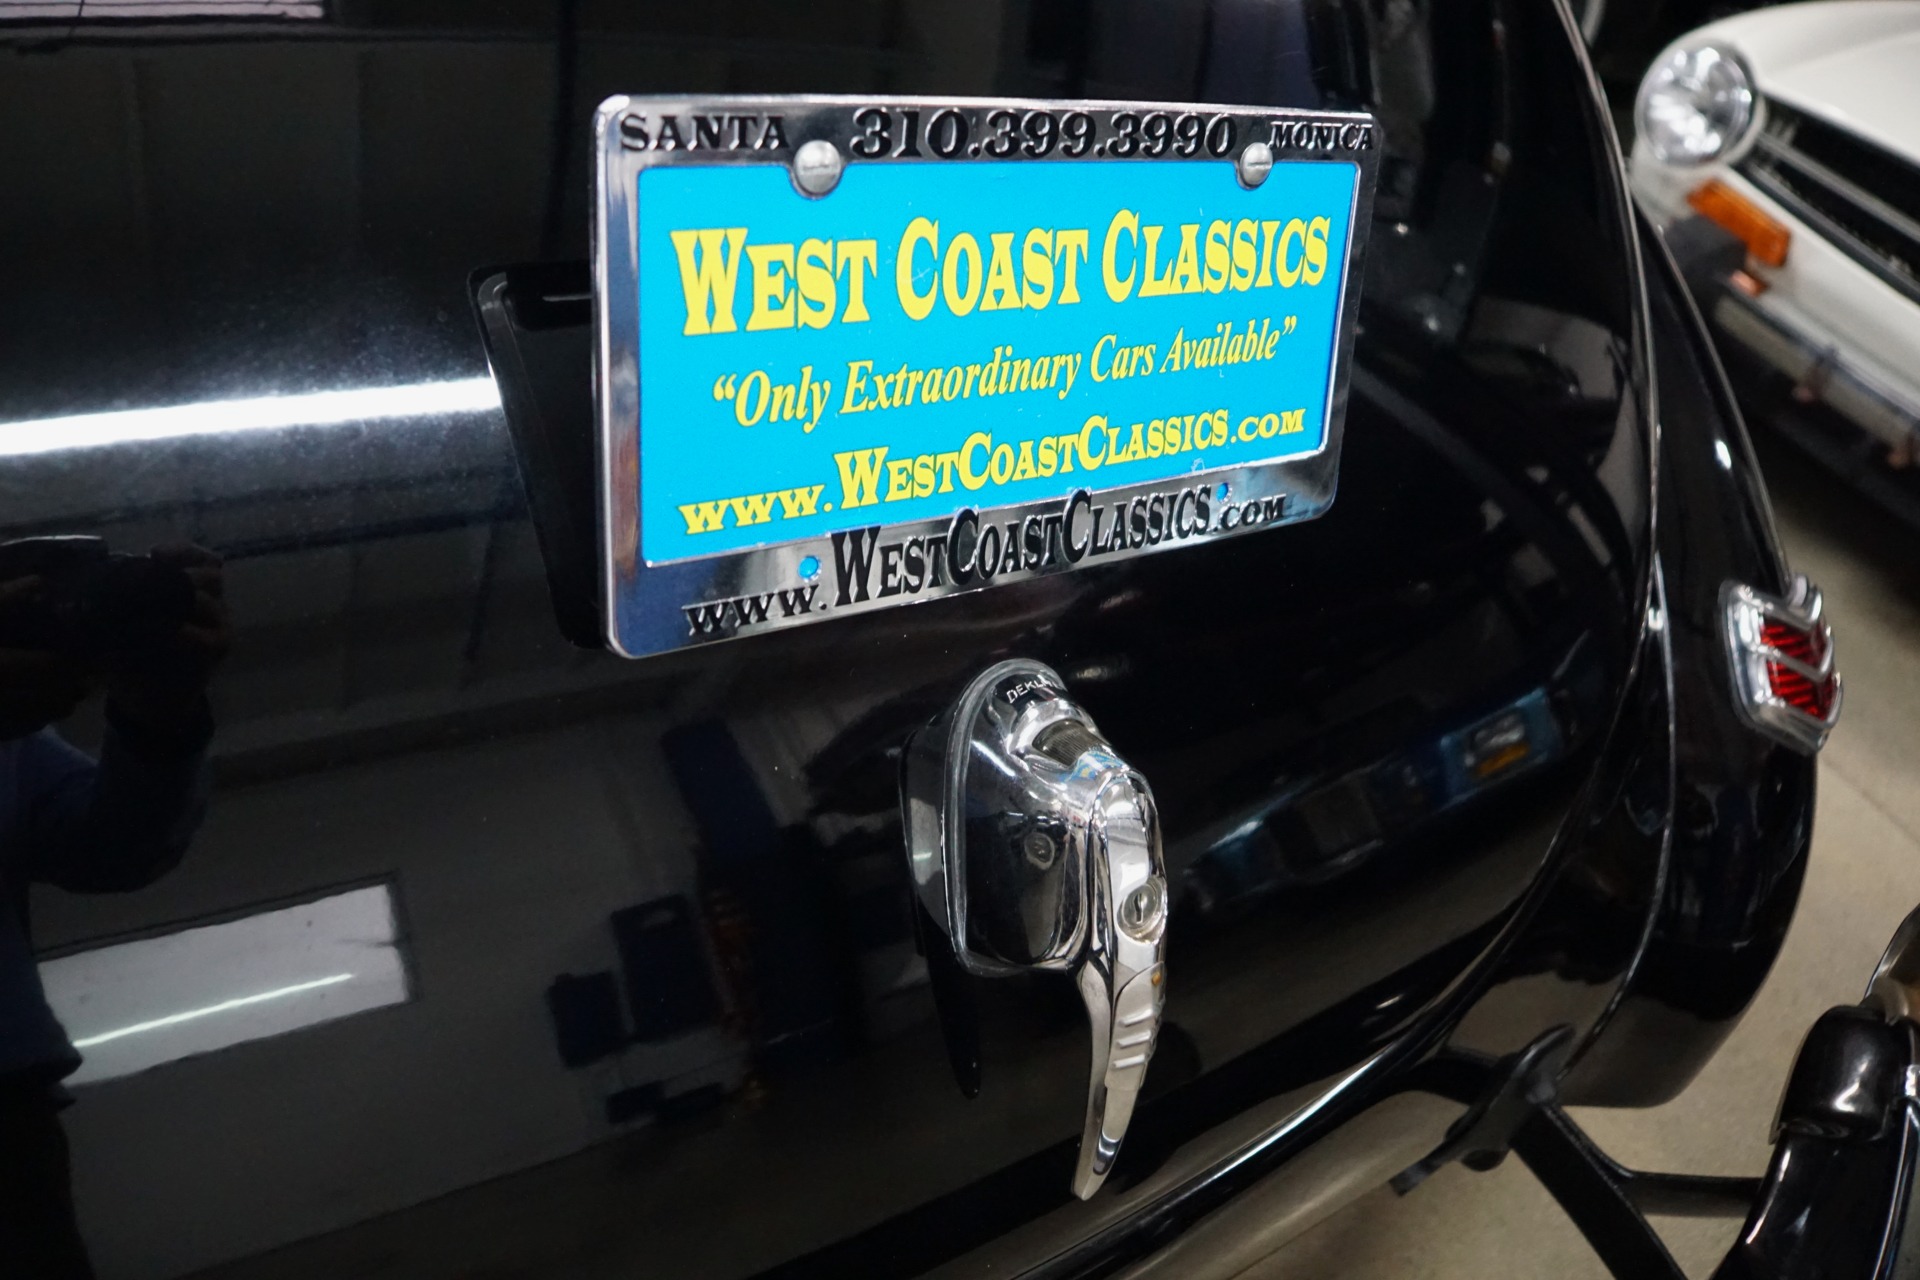 SANTA 310.399.3990 MONICA
WEST COAST CLASSICS
“Only Extraordinary Cars Available”
www.WESTCOASTCLASSICS.com
www.WESTCOASTCLASSICS.com